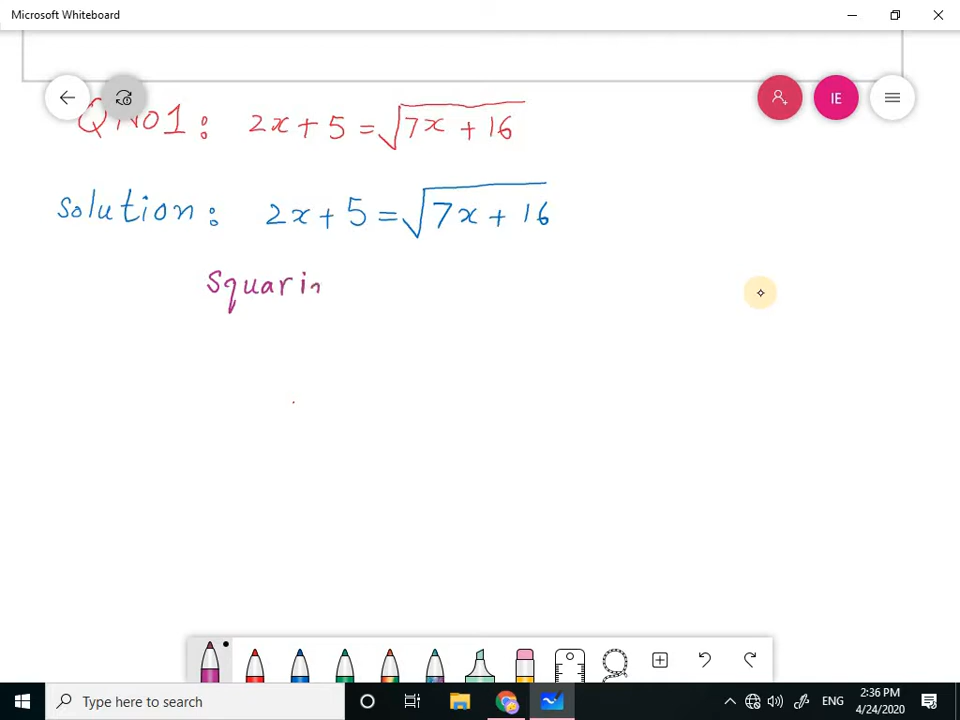 Microsoft Whiteboard
IE
QNo1: 2x+5=√7x+16
Solution: 2x+5=√7x+16
Squarin
Type here to search
ENG
2:36 PM
4/24/2020